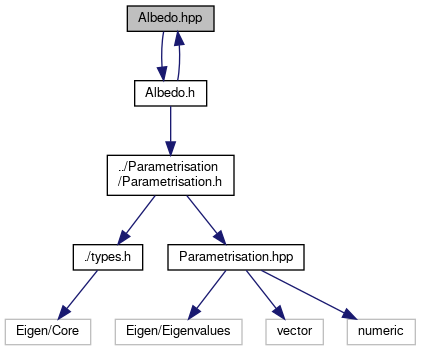 Albedo.hpp
Albedo.h
../Parametrisation
/Parametrisation.h
./types.h
Parametrisation.hpp
Eigen/Core
Eigen/Eigenvalues
vector
numeric